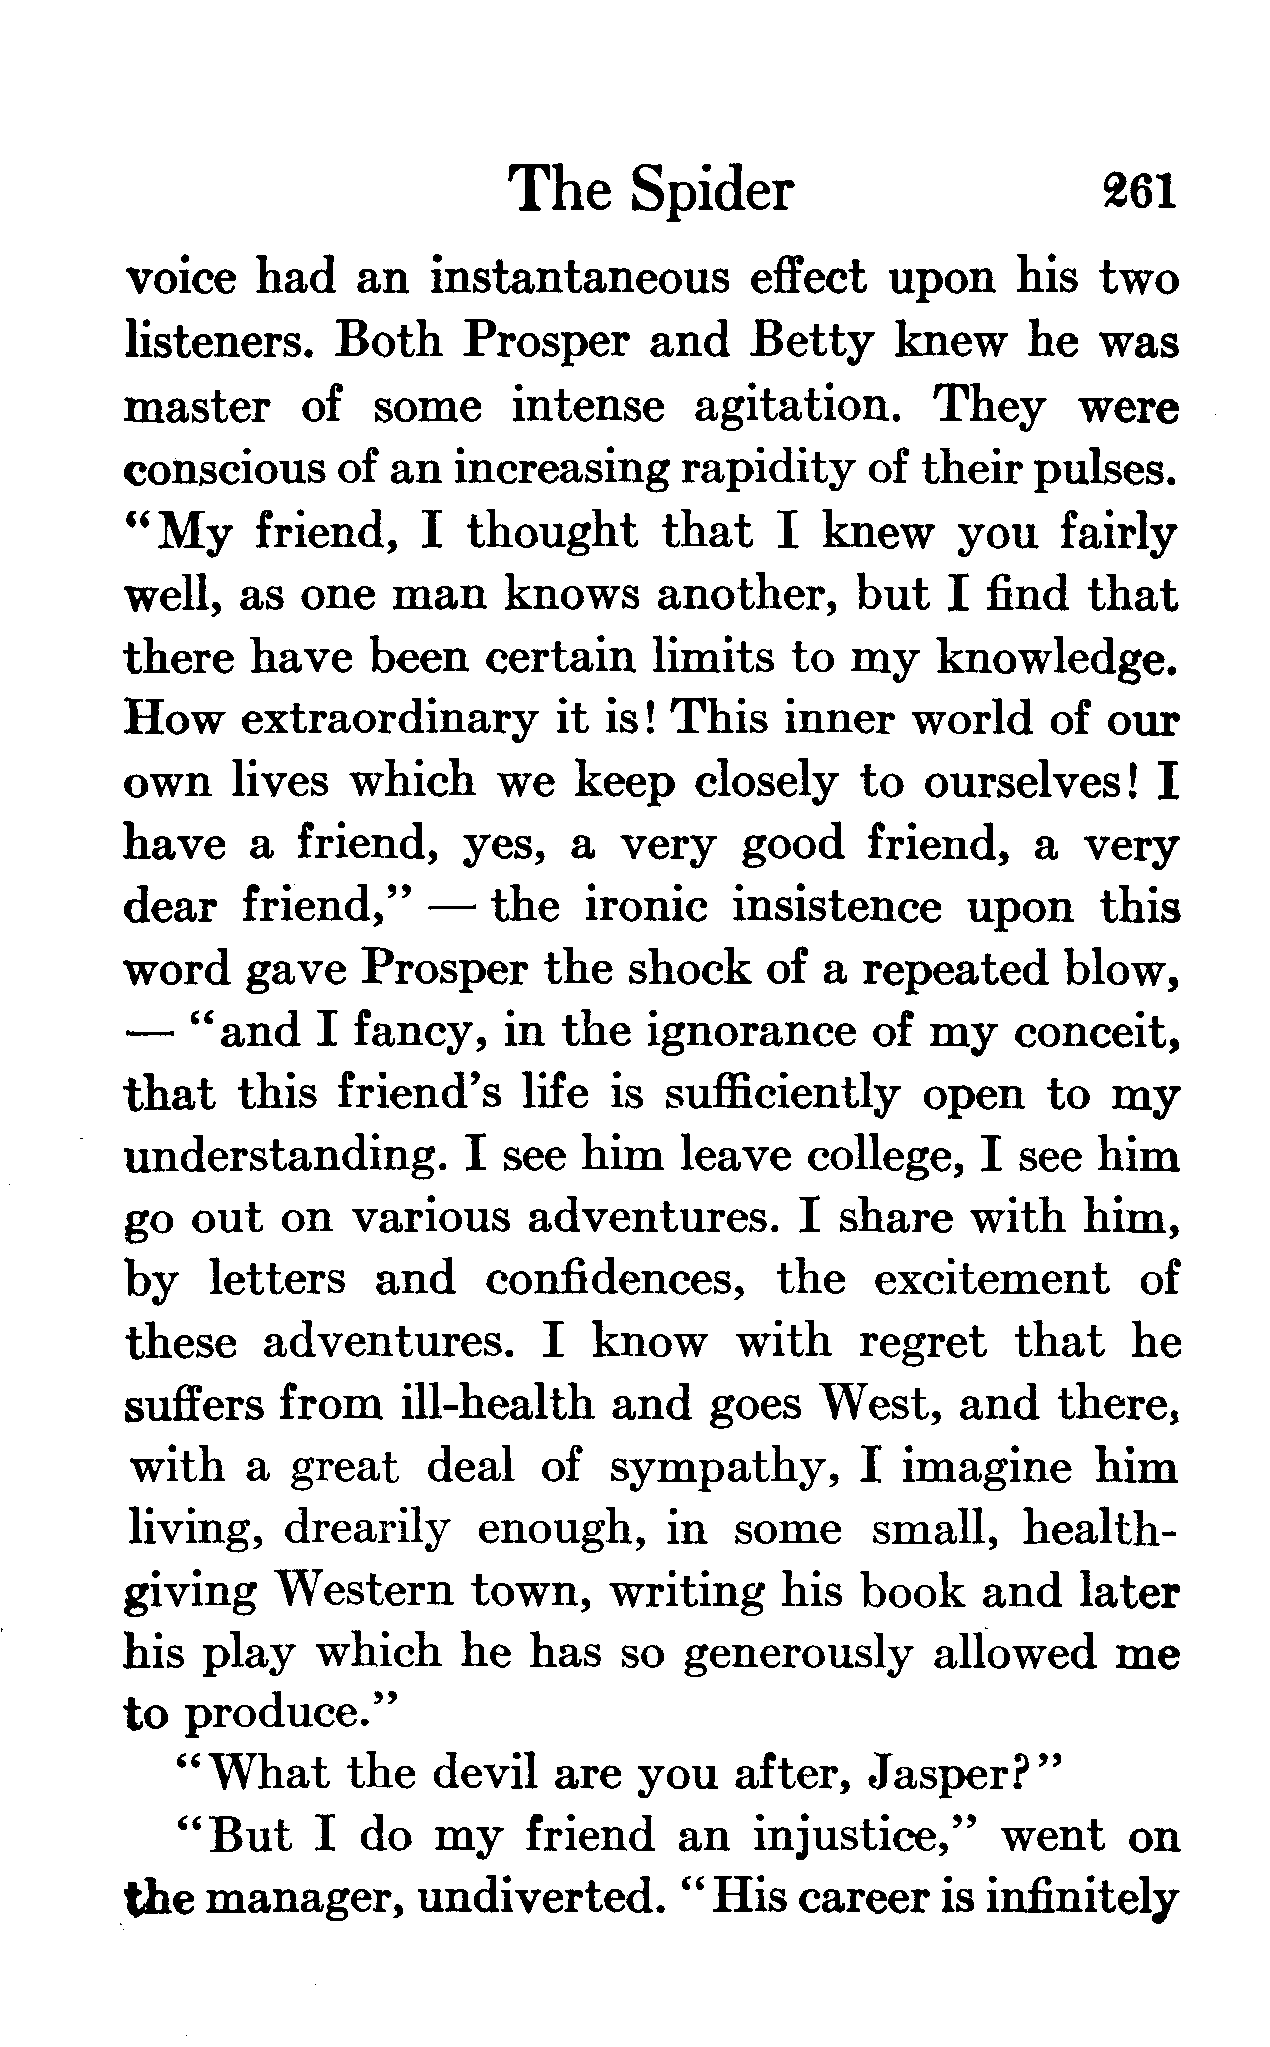 The Spider 261
voice had an instantaneous effect upon his two
listeners. Both Prosper and Betty knew he was
master of some intense agitation. They were
conscious of an increasing rapidity of their pulses.
“My friend, I thought that I knew you fairly
well, as one man knows another, but I find that
there have been certain limits to my knowledge.
How extraordinary it is! This inner world of our
own lives which we keep closely to ourselves! I
have a friend, yes, a very good friend, a very
dear friend,” — the ironic insistence upon this
word gave Prosper the shock of a repeated blow,
— “and I fancy, in the ignorance of my conceit,
that this friend’s life is sufficiently open to my
understanding. I see him leave college, I see him
go out on various adventures. I share with him,
by letters and confidences, the excitement of
these adventures. I know with regret that he
suffers from ill-health and goes West, and there,
with a great deal of sympathy, I imagine him
living, drearily enough, in some small, health-
giving Western town, writing his book and later
his play which he has so generously allowed me
to produce.”
“What the devil are you after, Jasper?”
“But I do my friend an injustice,” went on
the manager, undiverted. “His career is infinitely